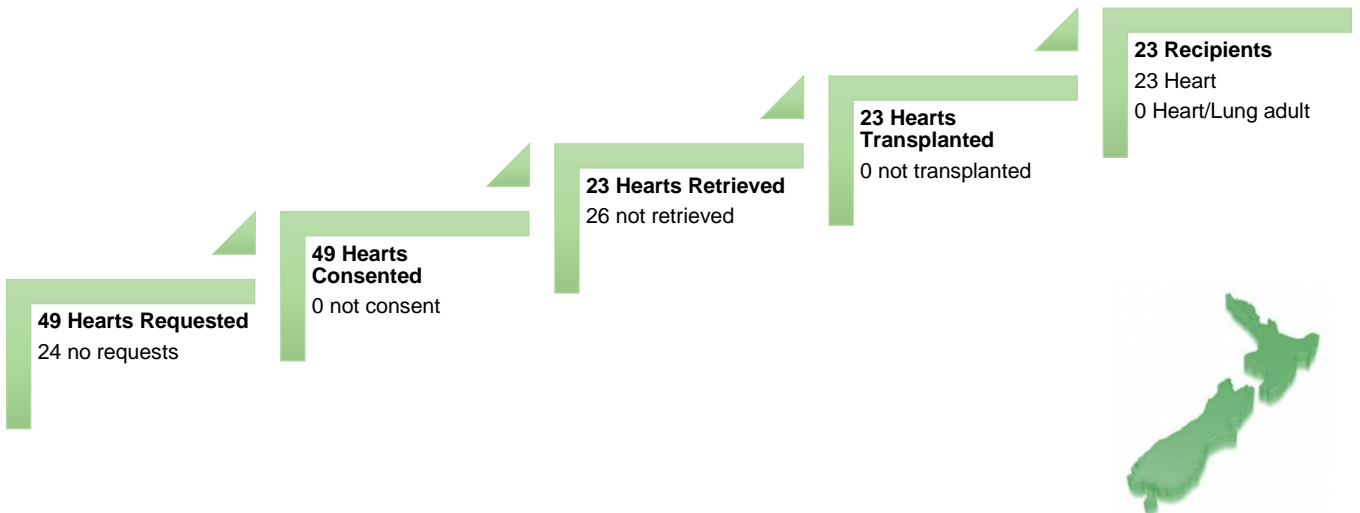 49 Hearts Requested
24 no requests
49 Hearts
Consented
0 not consent
23 Hearts Retrieved
26 not retrieved
23 Hearts
Transplanted
0 not transplanted
23 Recipients
23 Heart
0 Heart/Lung adult